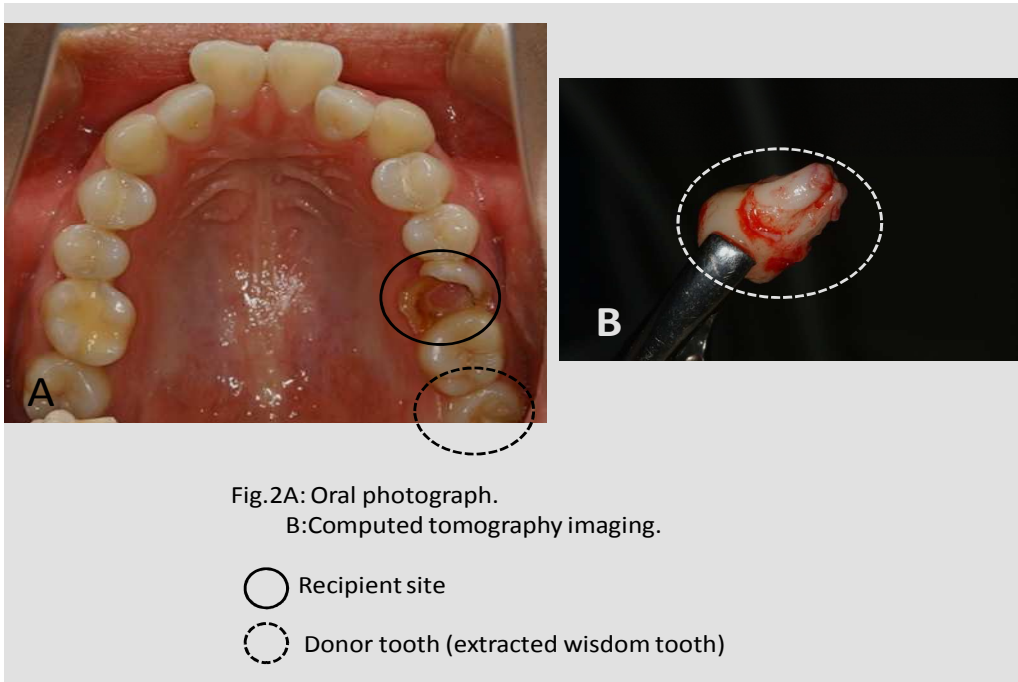 A
B
Fig.2A: Oral photograph.
B:Computed tomography imaging.
Recipient site
Donor tooth (extracted wisdom tooth)